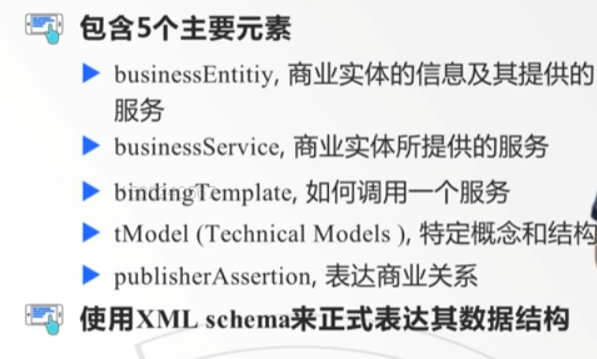 包含5个主要元素
businessEntitiy, 商业实体的信息及其提供的
服务
businessService, 商业实体所提供的服务
bindingTemplate, 如何调用一个服务
tModel (Technical Models ), 特定概念和结构
publisherAssertion, 表达商业关系
使用XML schema来正式表达其数据结构